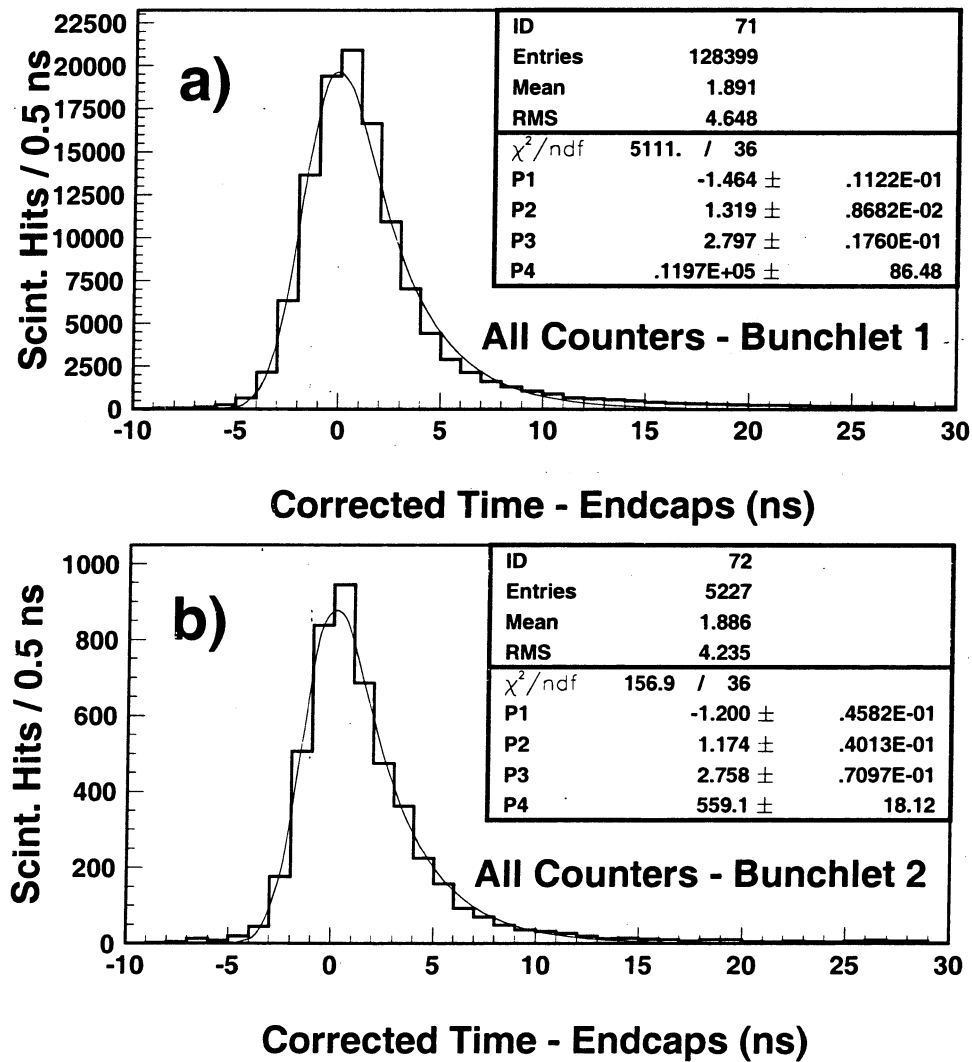 a)
Scint. Hits / 0.5 ns
22500
20000
17500
15000
12500
10000
7500
5000
2500
0
ID 71
Entries 128399
Mean 1.891
RMS 4.648
χ²/ndf 5111. / 36
P1 -1.464 ± .1122E-01
P2 1.319 ± .8682E-02
P3 2.797 ± .1760E-01
P4 .1197E+05 ± 86.48
All Counters - Bunchlet 1
-10 -5 0 5 10 15 20 25 30
Corrected Time - Endcaps (ns)
b)
Scint. Hits / 0.5 ns
1000
800
600
400
200
0
ID 72
Entries 5227
Mean 1.886
RMS 4.235
χ²/ndf 156.9 / 36
P1 -1.200 ± .4582E-01
P2 1.174 ± .4013E-01
P3 2.758 ± .7097E-01
P4 559.1 ± 18.12
All Counters - Bunchlet 2
-10 -5 0 5 10 15 20 25 30
Corrected Time - Endcaps (ns)